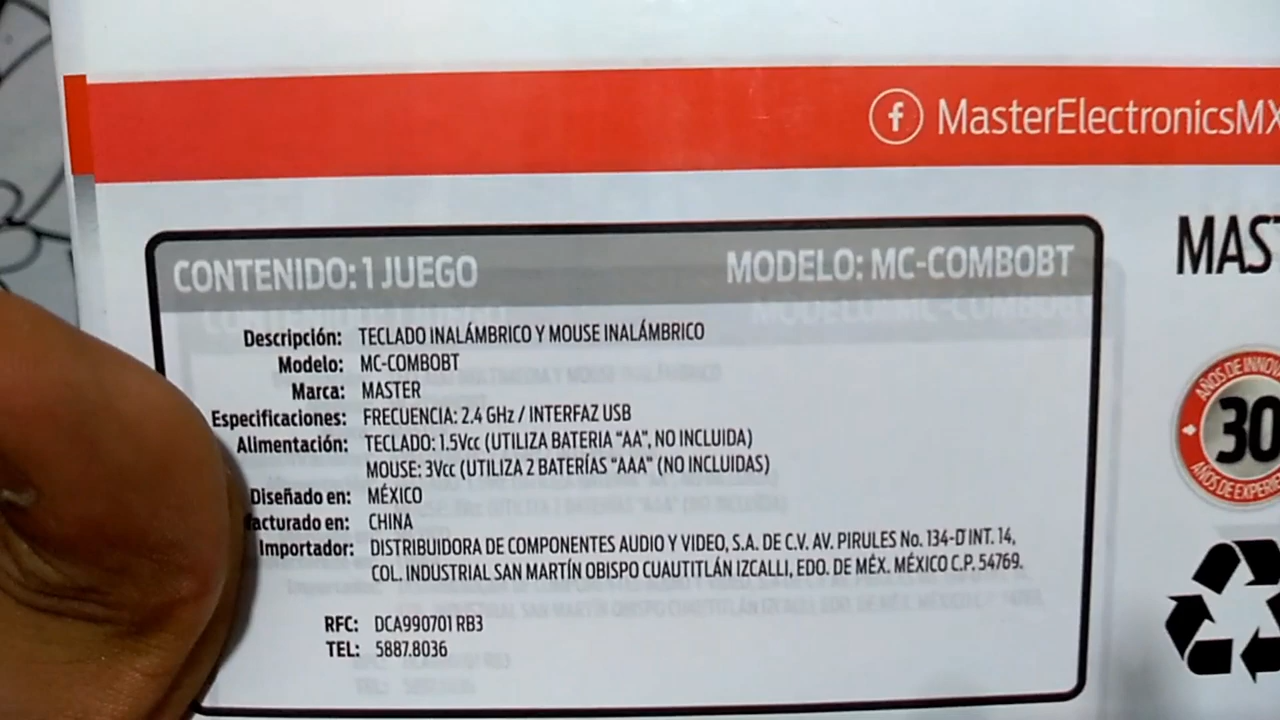 f MasterElectronicsMX
CONTENIDO: 1 JUEGO MODELO: MC-COMBOBT
Descripción: TECLADO INALÁMBRICO Y MOUSE INALÁMBRICO
Modelo: MC-COMBOBT
Marca: MASTER
Especificaciones: FRECUENCIA: 2.4 GHz / INTERFAZ USB
Alimentación: TECLADO: 1.5Vcc (UTILIZA BATERIA “AA”, NO INCLUIDA)
MOUSE: 3Vcc (UTILIZA 2 BATERÍAS “AAA” (NO INCLUIDAS)
Diseñado en: MÉXICO
facturado en: CHINA
Importador: DISTRIBUIDORA DE COMPONENTES AUDIO Y VIDEO, S.A. DE C.V. AV. PIRULES No. 134-D INT. 14,
COL. INDUSTRIAL SAN MARTÍN OBISPO CUAUTITLÁN IZCALLI, EDO. DE MÉX. MÉXICO C.P. 54769.
RFC: DCA990701 RB3
TEL: 5887.8036
MAS
AÑOS DE INNOVA
30
AÑOS DE EXPERIE